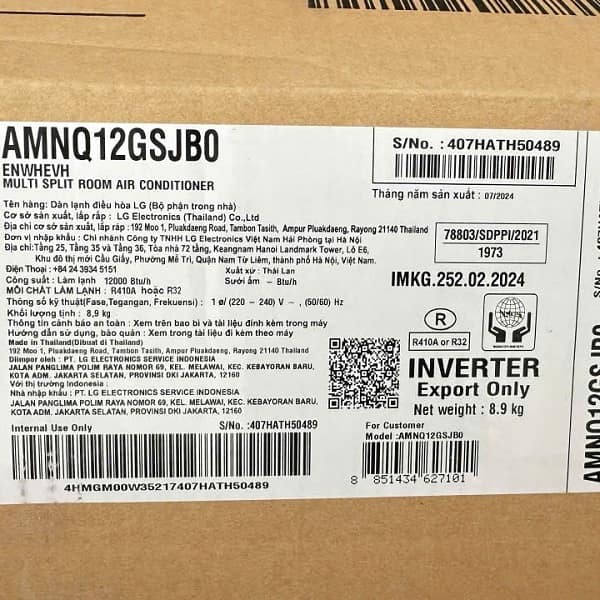 AMNQ12GSJB0
ENWHEVH
MULTI SPLIT ROOM AIR CONDITIONER
S/No. : 407HATH50489
Tháng năm sản xuất : 07/2024
Tên hàng: Dàn lạnh điều hòa LG (Bộ phận trong nhà)
Cơ sở sản xuất, lắp ráp : LG Electronics (Thailand) Co.,Ltd
Địa chỉ cơ sở sản xuất, lắp ráp : 192 Moo 1, Pluakdaeng Road, Tambon Tasith, Ampur Pluakdaeng, Rayong 21140 Thailand
Đơn vị nhập khẩu : Chi nhánh Công ty TNHH LG Electronics Việt Nam Hải Phòng tại Hà Nội
Địa chỉ:Tầng 25, Tầng 35 và Tầng 36, Tòa nhà 72 tầng, Keangnam Hanoi Landmark Tower, Lô E6,
Khu đô thị mới Cầu Giấy, Phường Mễ Trì, Quận Nam Từ Liêm, thành phố Hà Nội, Việt Nam.
78803/SDPPI/2021
1973
Điện Thoại : +84 24 3934 5151
Xuất xứ : Thái Lan
Công suất : Làm lạnh 12000 Btu/h
Sưởi ấm – Btu/h
MÔI CHẤT LÀM LẠNH : R410A hoặc R32
IMKG.252.02.2024
Thông số kỹ thuật(Fase,Tegangan, Frekuensi) : 1 ø/ (220 – 240) V ~ , (50/60) Hz
Khối lượng tịnh : 8,9 kg
Thông tin cảnh báo an toàn : Xem trên bao bì và tài liệu đính kèm trong máy
Hướng dẫn sử dụng, bảo quản : Xem trong tài liệu đi kèm theo máy
Made in Thailand(Dibuat di Thailand)
192 Moo 1, Pluakdaeng Road, Tambon Tasith, Ampur Pluakdaeng, Rayong 21140 Thailand
Diimpor oleh : PT. LG ELECTRONICS SERVICE INDONESIA
JALAN PANGLIMA POLIM RAYA NOMOR 69, KEL. MELAWAI, KEC. KEBAYORAN BARU,
KOTA ADM. JAKARTA SELATAN, PROVINSI DKI JAKARTA, 12160
Với thị trường Indonesia :
Nhà nhập khẩu : PT. LG ELECTRONICS SERVICE INDONESIA
JALAN PANGLIMA POLIM RAYA NOMOR 69, KEL. MELAWAI, KEC. KEBAYORAN BARU,
KOTA ADM. JAKARTA SELATAN, PROVINSI DKI JAKARTA, 12160
R
R410A or R32
INVERTER
Export Only
Net weight : 8.9 kg
Internal Use Only
S/No. :407HATH50489
4HMGM00W35217407HATH50489
For Customer
Model :AMNQ12GSJB0
8 851434 627101
AMNQ12GSJB0